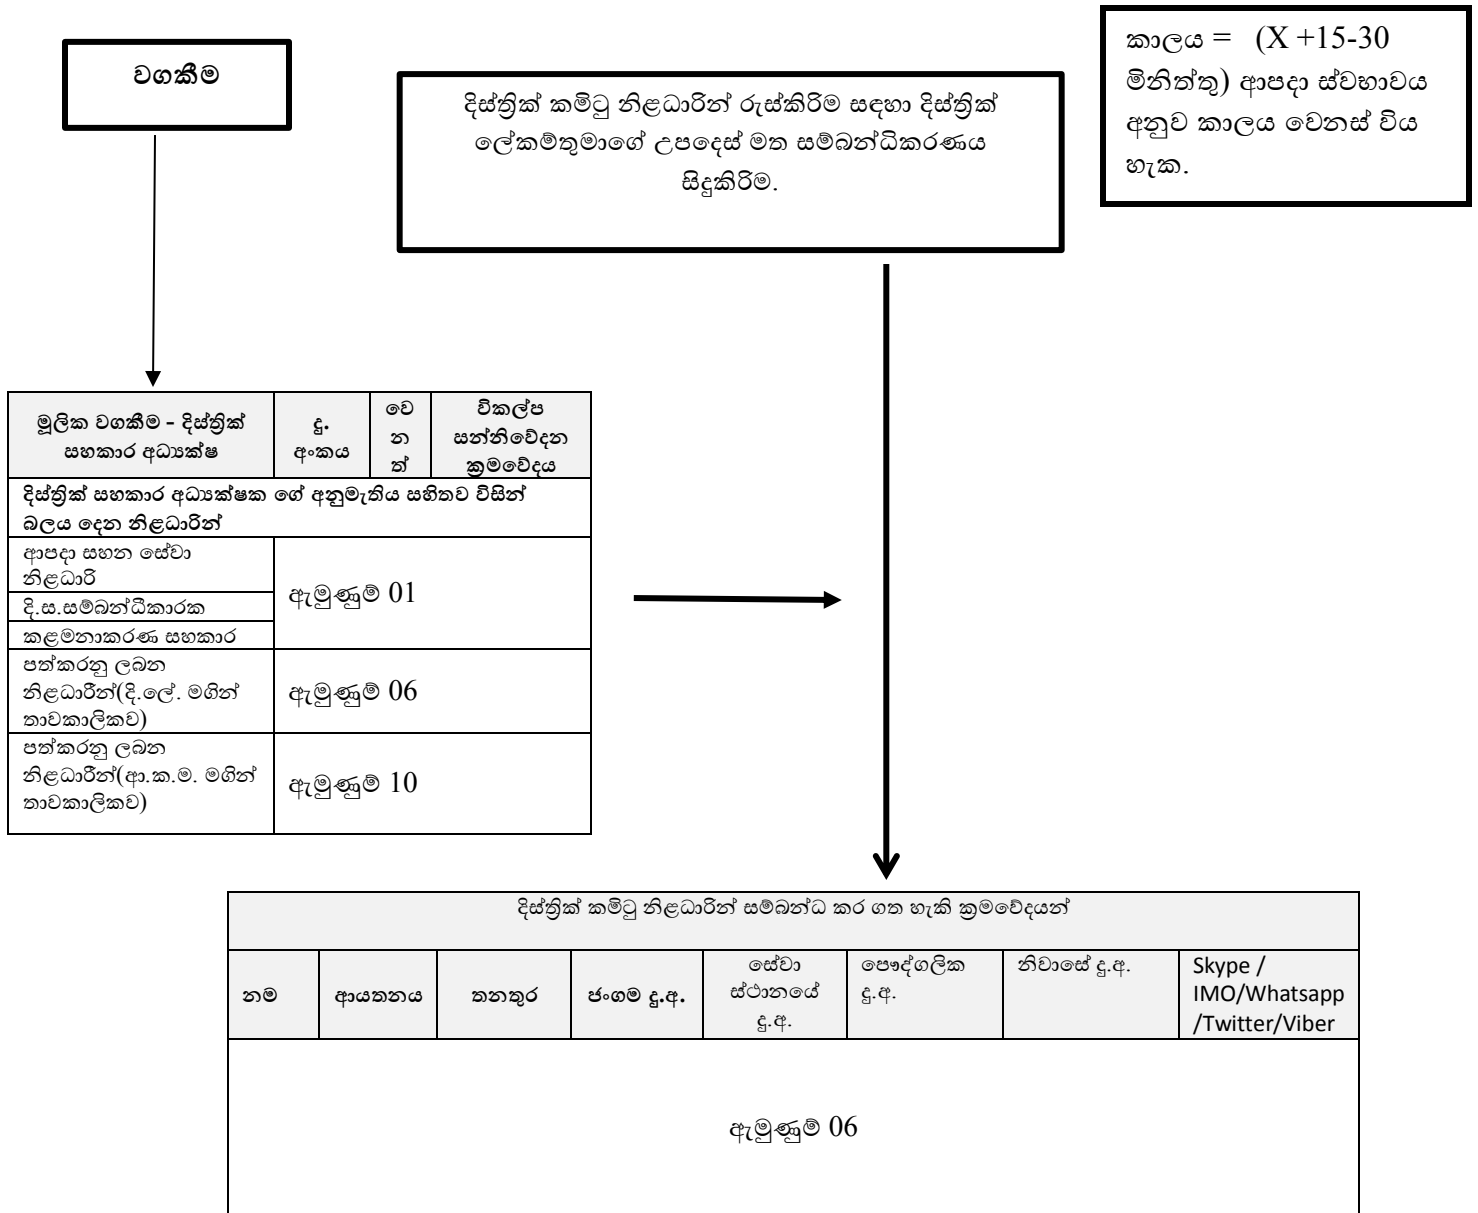 වගකීම
දිස්ත්‍රික් කමිටු නිළධාරින් රුස්කිරිම සඳහා දිස්ත්‍රික්
ලේකම්තුමාගේ උපදෙස් මත සම්බන්ධිකරණය
සිදුකිරිම.
කාලය = (X +15-30
මිනිත්තු) ආපදා ස්වභාවය
අනුව කාලය වෙනස් විය
හැක.
මූලික වගකීම - දිස්ත්‍රික්
සහකාර අධ්‍යක්ෂ
දු.
අංකය
වෙ
න
ත්
විකල්ප
සන්නිවේදන
ක්‍රමවේදය
දිස්ත්‍රික් සහකාර අධ්‍යක්ෂක ගේ අනුමැතිය සහිතව විසින්
බලය දෙන නිළධාරින්
ආපදා සහන සේවා
නිළධාරි
දි.ස.සම්බන්ධීකාරක
කළමනාකරණ සහකාර
ඇමුණුම් 01
පත්කරනු ලබන
නිළධාරීන්(දි.ලේ. මගින්
තාවකාලිකව)
ඇමුණුම් 06
පත්කරනු ලබන
නිළධාරීන්(ආ.ක.ම. මගින්
තාවකාලිකව)
ඇමුණුම් 10
දිස්ත්‍රික් කමිටු නිළධාරින් සම්බන්ධ කර ගත හැකි ක්‍රමවේදයන්
නම
ආයතනය
තනතුර
ජංගම දු.අ.
සේවා
ස්ථානයේ
දු.අ.
පෞද්ගලික
දු.අ.
නිවාසේ දු.අ.
Skype /
IMO/Whatsapp
/Twitter/Viber
ඇමුණුම් 06